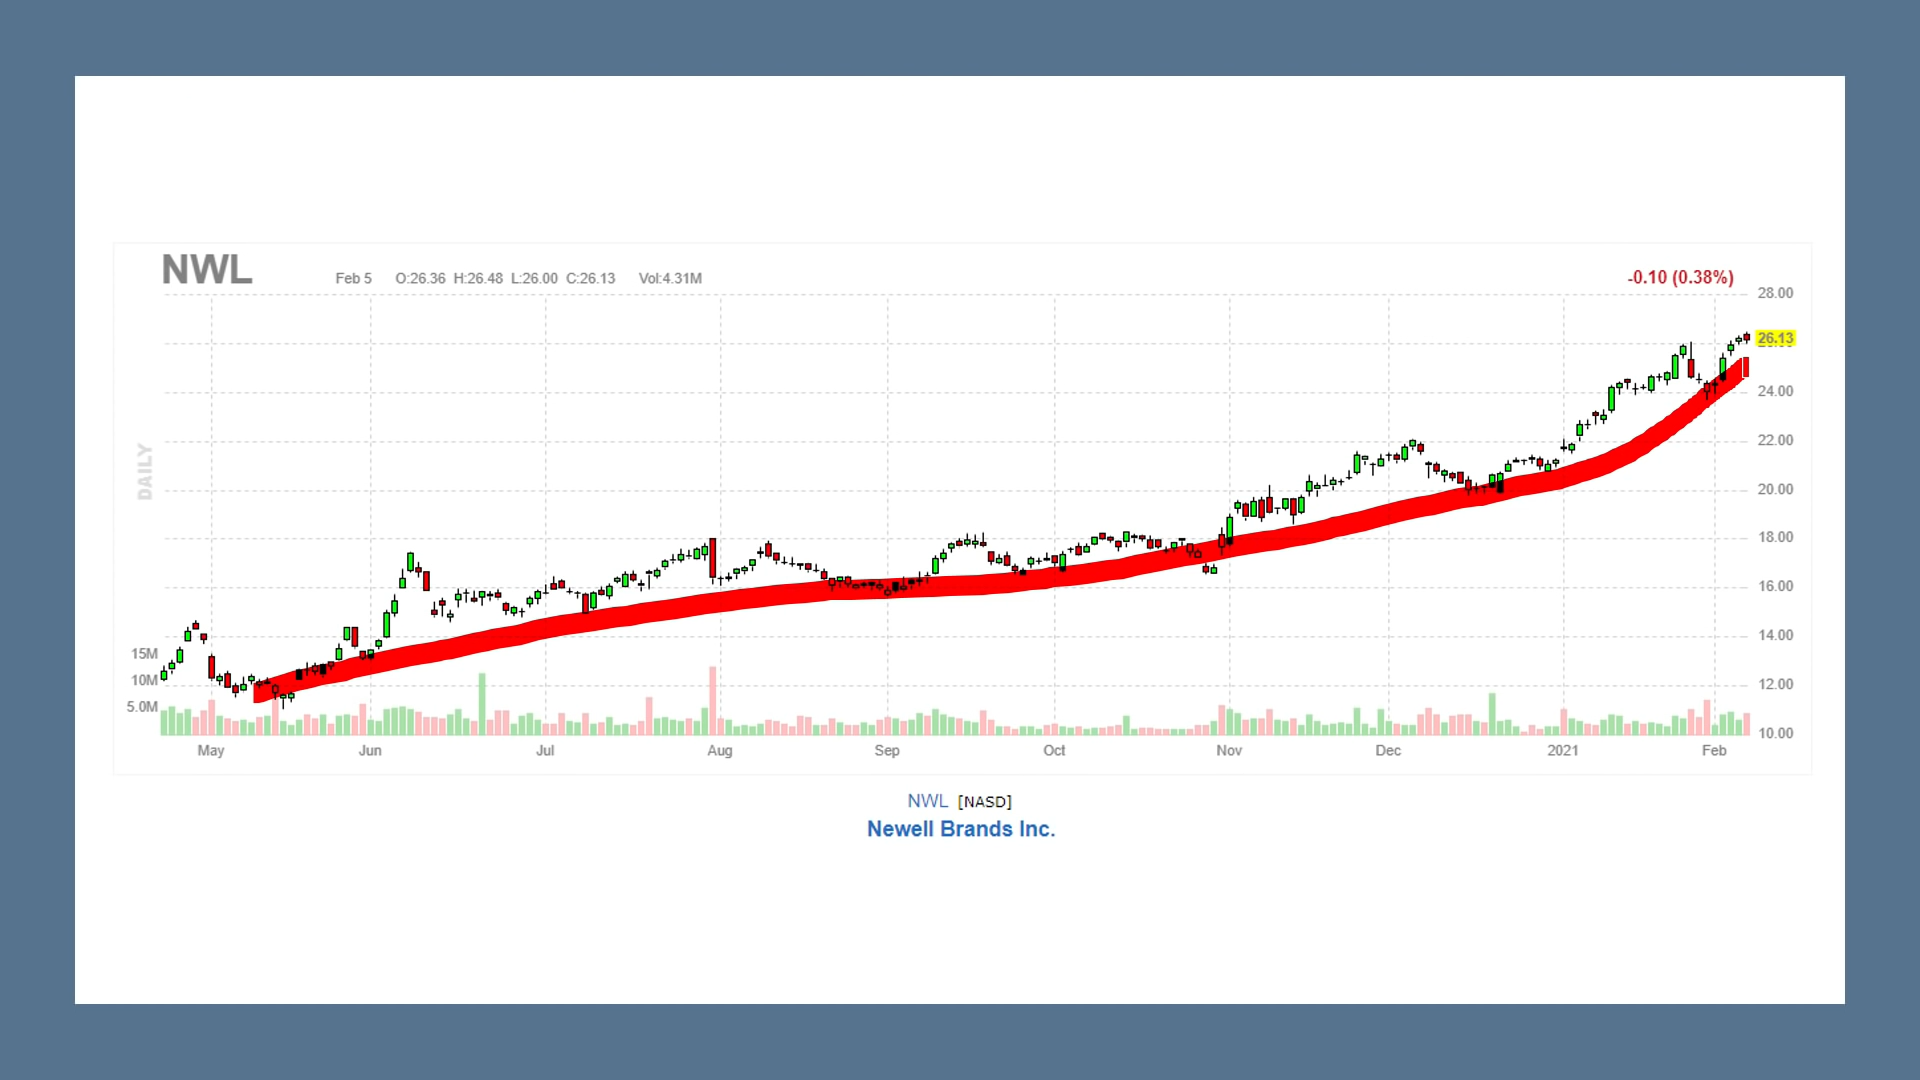 NWL Feb 5 O:26.36 H:26.48 L:26.00 C:26.13 Vol:4.31M -0.10 (0.38%)
28.00
26.13
24.00
22.00
DAILY
20.00
18.00
16.00
14.00
15M
10M
12.00
5.0M
10.00
May Jun Jul Aug Sep Oct Nov Dec 2021 Feb
NWL [NASD]
Newell Brands Inc.